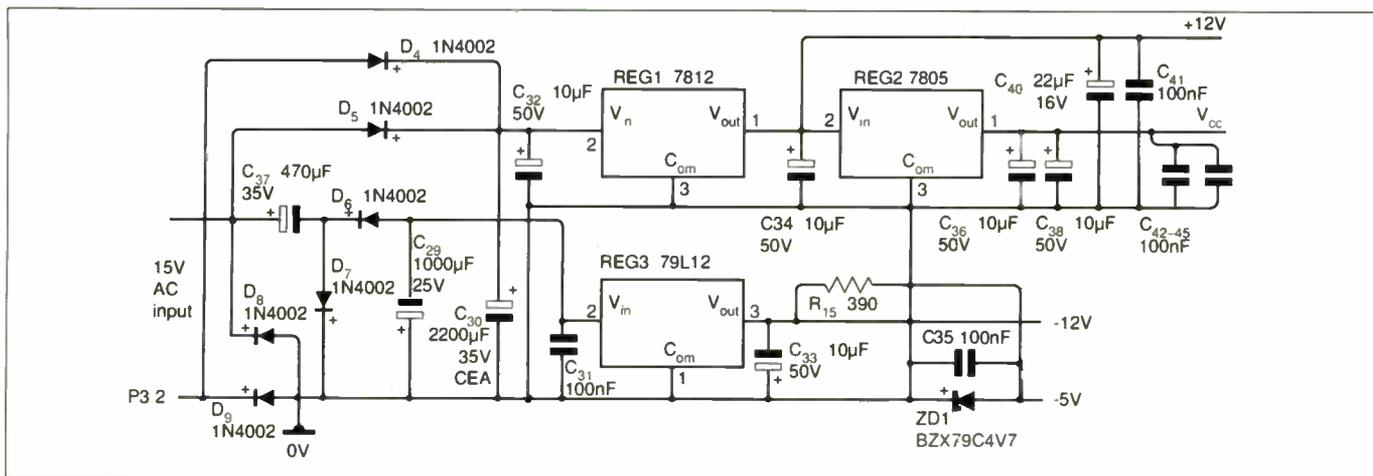 +12V
D4 1N4002
REG1 7812
REG2 7805
C40 22µF
16V
C41
100nF
C32 10µF
50V
D5 1N4002
Vn
Vout
1
2
Com
3
Vin
Vout
1
2
Com
3
Vcc
C37 470µF
35V
D6 1N4002
C34 10µF
50V
C36 10µF
50V
C38 10µF
50V
C42-45
100nF
C29
1000µF
25V
REG3 79L12
15V
AC
input
D7
1N4002
D8
1N4002
C30
2200µF
35V
CEA
2
Vin
Vout
3
Com
1
R15 390
-12V
C31
100nF
C33 10µF
50V
C35 100nF
P3 2
D9
1N4002
0V
-5V
ZD1
BZX79C4V7